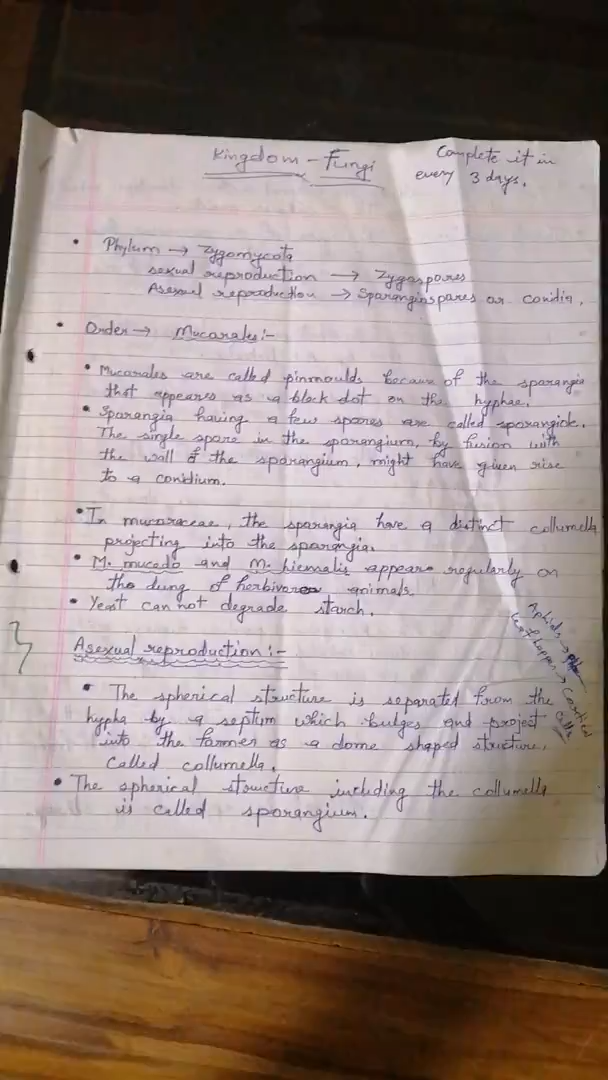 Kingdom - Fungi
Complete it in
every 3 days.
• Phylum → Zygomycota
sexual reproduction → Zygospores
Asexual reproduction → Sporangiospores or conidia.
• Order → Mucorales :-
• Mucorales are called pinmoulds because of the sporangia
that appeares as a black dot on the hyphae.
• Sporangia having a few spores are called sporangiole.
The single spore in the sporangium, by fusion with
the wall of the sporangium, might have given rise
to a conidium.
• In mucoraceae, the sporangia have a distinct collumella
projecting into the sporangia.
• M. mucedo and M. hiemalis appears regularly on
the dung of herbivores animals.
• Yeast can not degrade starch.
Aphids →
Leafhopper → Cortical
cells
Asexual reproduction :-
• The spherical structure is separated from the
hypha by a septum which bulges and project
into the former as a dome shaped structure,
called collumella.
• The spherical structure including the collumella
is called sporangium.